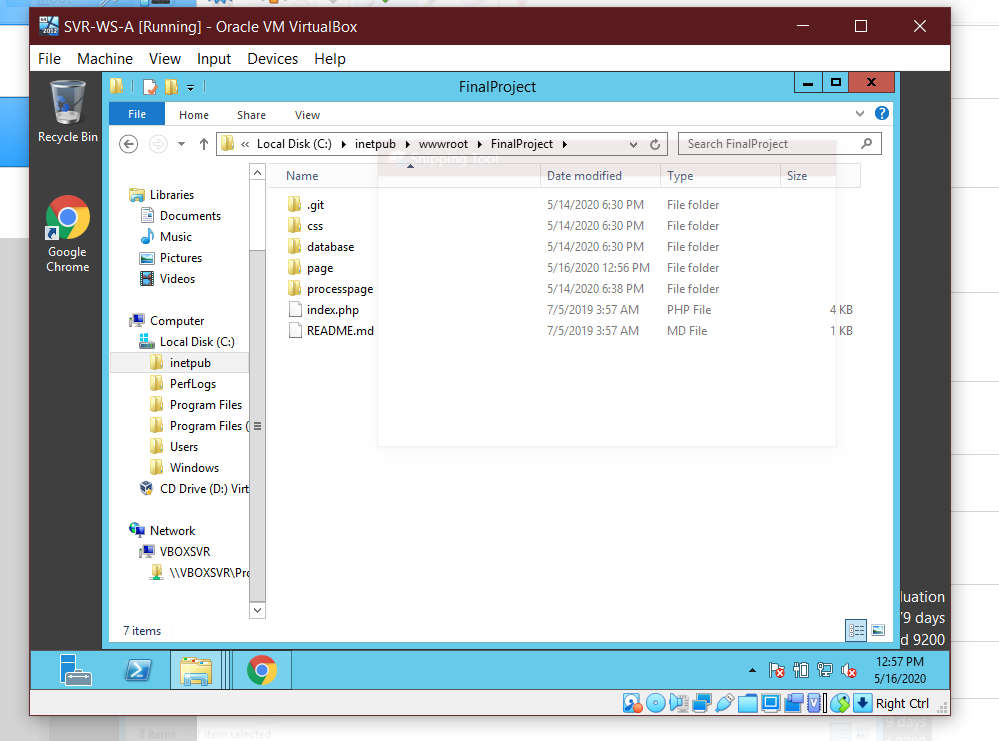 SVR-WS-A [Running] - Oracle VM VirtualBox
File Machine View Input Devices Help
Recycle Bin
Google
Chrome
FinalProject
File Home Share View
« Local Disk (C:) inetpub wwwroot FinalProject
Search FinalProject
Snipping Tool
Name Date modified Type Size
Libraries
Documents
Music
Pictures
Videos
Computer
Local Disk (C:)
inetpub
PerfLogs
Program Files
Program Files (
Users
Windows
CD Drive (D:) Virt
Network
VBOXSVR
\\VBOXSVR\Pro
.git 5/14/2020 6:30 PM File folder
css 5/14/2020 6:30 PM File folder
database 5/14/2020 6:30 PM File folder
page 5/16/2020 12:56 PM File folder
processpage 5/14/2020 6:38 PM File folder
index.php 7/5/2019 3:57 AM PHP File 4 KB
README.md 7/5/2019 3:57 AM MD File 1 KB
7 items
luation
79 days
d 9200
12:57 PM
5/16/2020
Right Ctrl
9 days
8 items 1 item selected